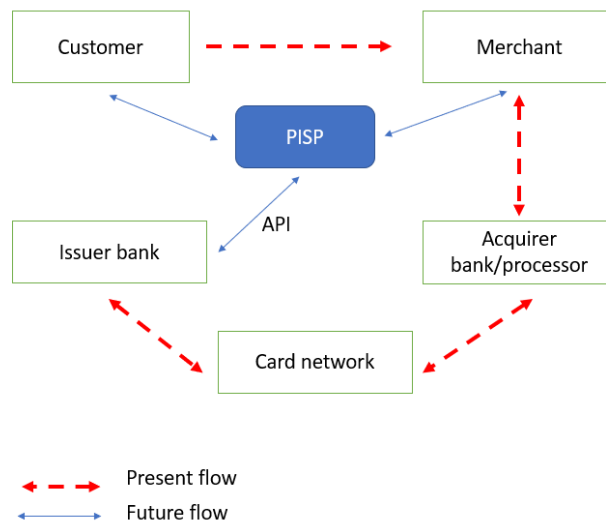 Customer
Merchant
PISP
API
Issuer bank
Acquirer
bank/processor
Card network
Present flow
Future flow